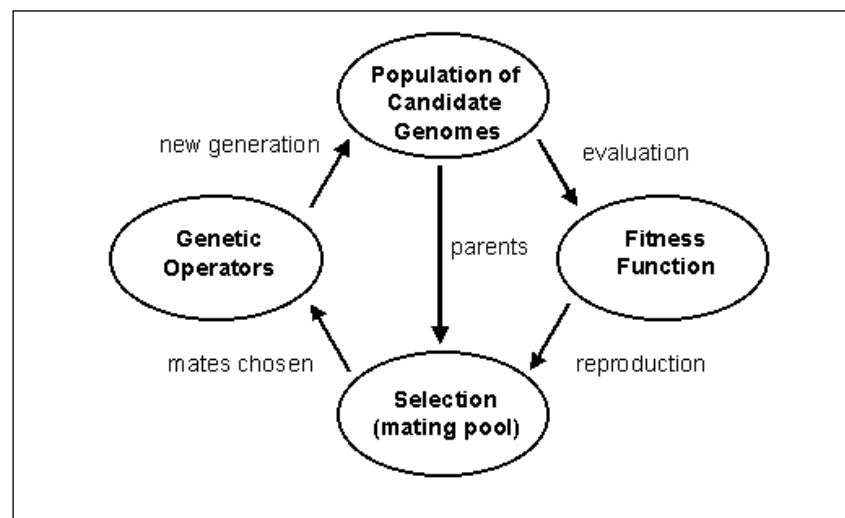 Population of
Candidate
Genomes
new generation
evaluation
Genetic
Operators
parents
Fitness
Function
mates chosen
reproduction
Selection
(mating pool)